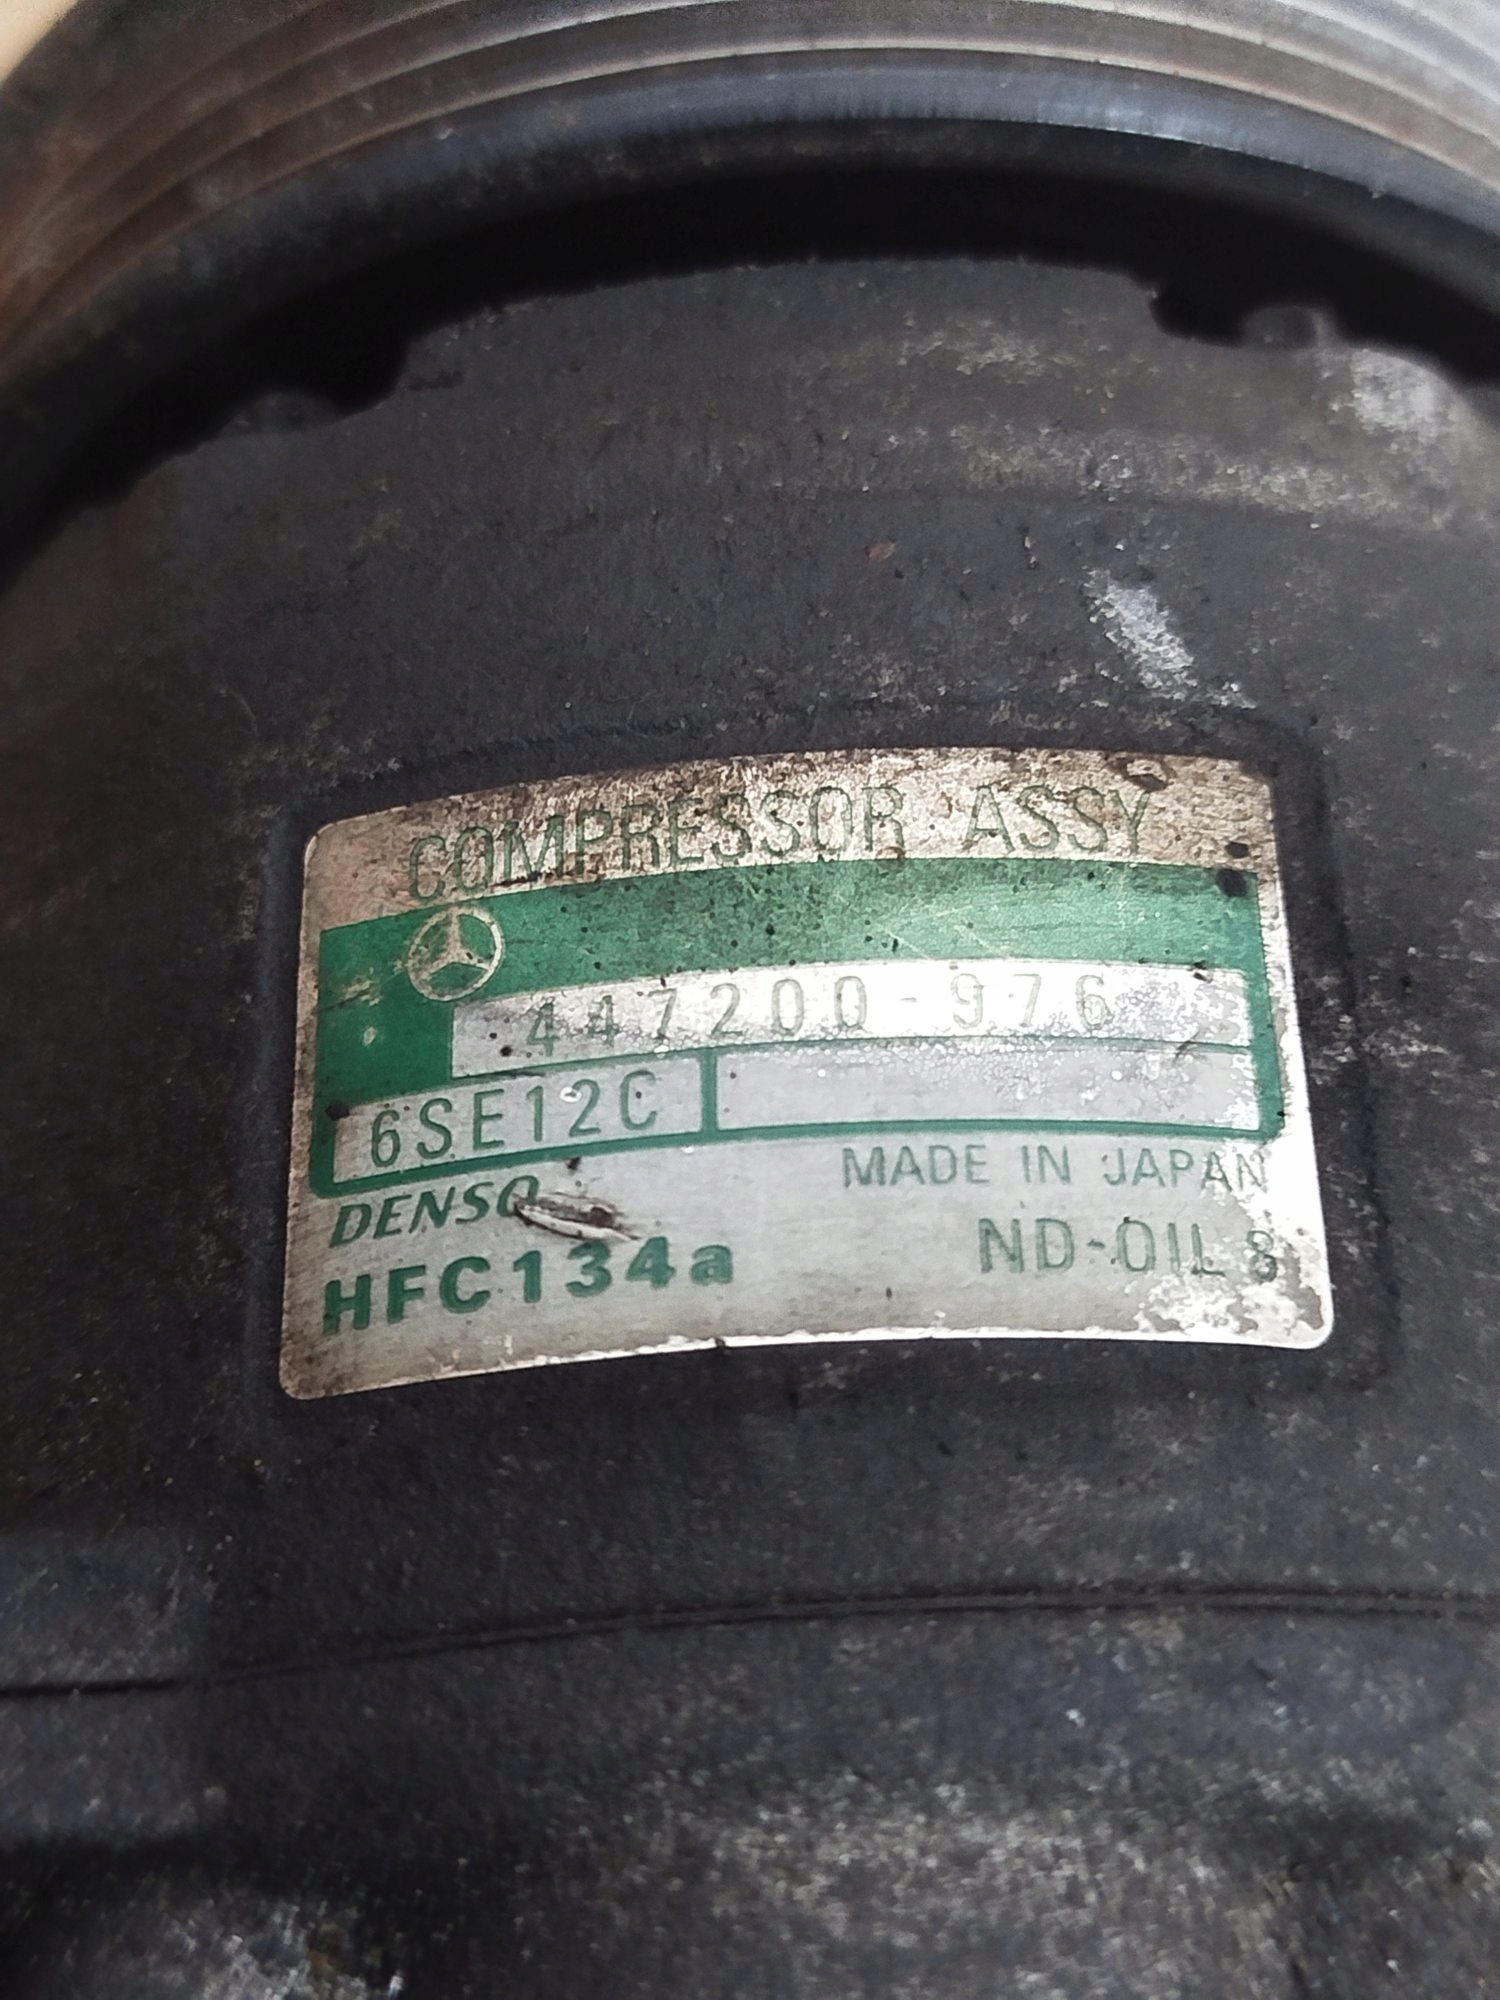 COMPRESSOR ASSY
447200-976
6SE12C
DENSO
MADE IN JAPAN
HFC134a
ND-OIL 8